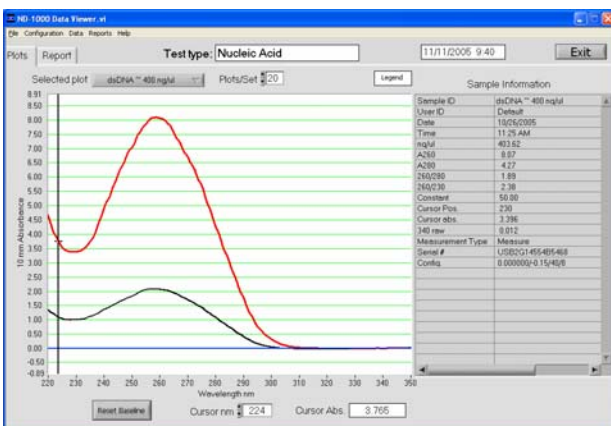 ND-1000 Data Viewer.vi
File Configuration Data Reports Help
Plots Report Test type: Nucleic Acid 11/11/2005 9:40 Exit
Selected plot dsDNA ~ 400 ng/ul Plots/Set 20 Legend Sample Information
10 mm Absorbance
8.91
8.50
8.00
7.50
7.00
6.50
6.00
5.50
5.00
4.50
4.00
3.50
3.00
2.50
2.00
1.50
1.00
0.50
0.00
-0.50
-0.89
220 230 240 250 260 270 280 290 300 310 320 330 340 350
Wavelength nm
Sample ID dsDNA ~ 400 ng/ul
User ID Default
Date 10/26/2005
Time 11:25 AM
ng/ul 403.62
A260 8.07
A280 4.27
260/280 1.89
260/230 2.38
Constant 50.00
Cursor Pos. 230
Cursor abs. 3.396
340 raw 0.012
Measurement Type Measure
Serial # USB2G14554B5468
Config. 0.000000/-0.15/40/6
Reset Baseline Cursor nm 224 Cursor Abs. 3.765